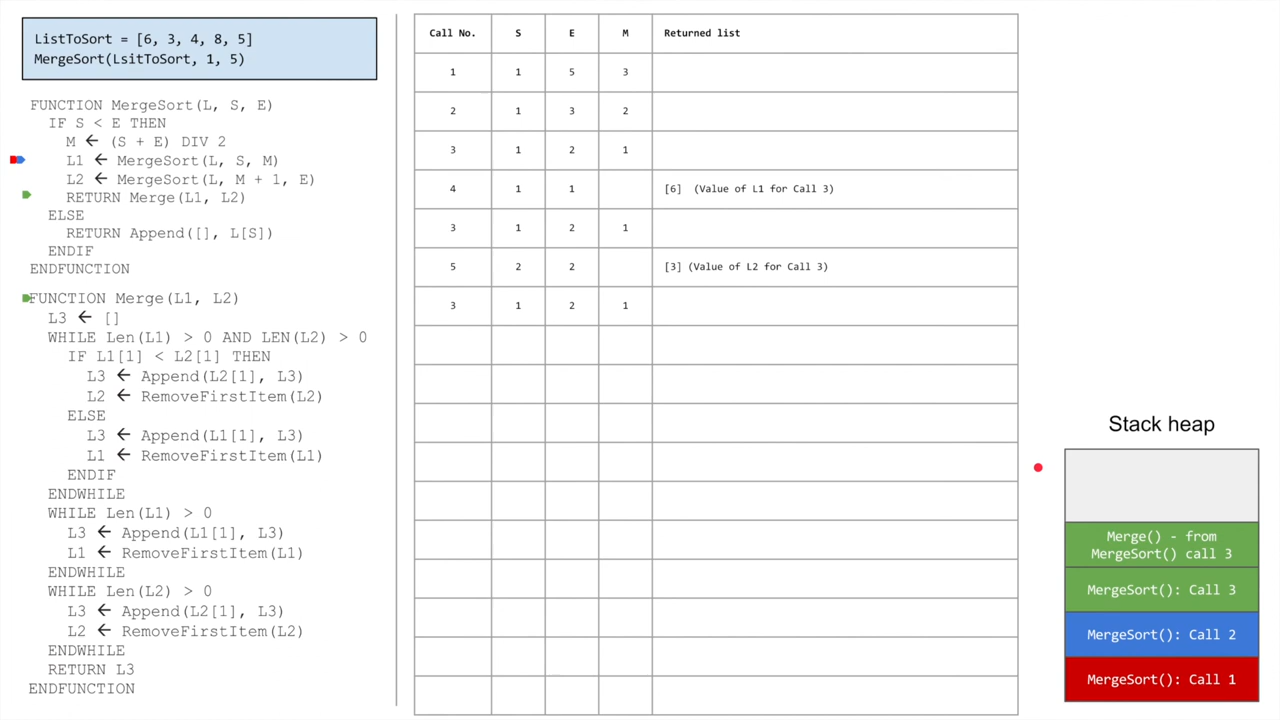 ListToSort = [6, 3, 4, 8, 5]
MergeSort(LsitToSort, 1, 5)
FUNCTION MergeSort(L, S, E)
IF S < E THEN
M ← (S + E) DIV 2
L1 ← MergeSort(L, S, M)
L2 ← MergeSort(L, M + 1, E)
RETURN Merge(L1, L2)
ELSE
RETURN Append([], L[S])
ENDIF
ENDFUNCTION
FUNCTION Merge(L1, L2)
L3 ← []
WHILE Len(L1) > 0 AND LEN(L2) > 0
IF L1[1] < L2[1] THEN
L3 ← Append(L2[1], L3)
L2 ← RemoveFirstItem(L2)
ELSE
L3 ← Append(L1[1], L3)
L1 ← RemoveFirstItem(L1)
ENDIF
ENDWHILE
WHILE Len(L1) > 0
L3 ← Append(L1[1], L3)
L1 ← RemoveFirstItem(L1)
ENDWHILE
WHILE Len(L2) > 0
L3 ← Append(L2[1], L3)
L2 ← RemoveFirstItem(L2)
ENDWHILE
RETURN L3
ENDFUNCTION
Call No. S E M Returned list
1 1 5 3
2 1 3 2
3 1 2 1
4 1 1 [6] (Value of L1 for Call 3)
3 1 2 1
5 2 2 [3] (Value of L2 for Call 3)
3 1 2 1
Stack heap
Merge() - from
MergeSort() call 3
MergeSort(): Call 3
MergeSort(): Call 2
MergeSort(): Call 1